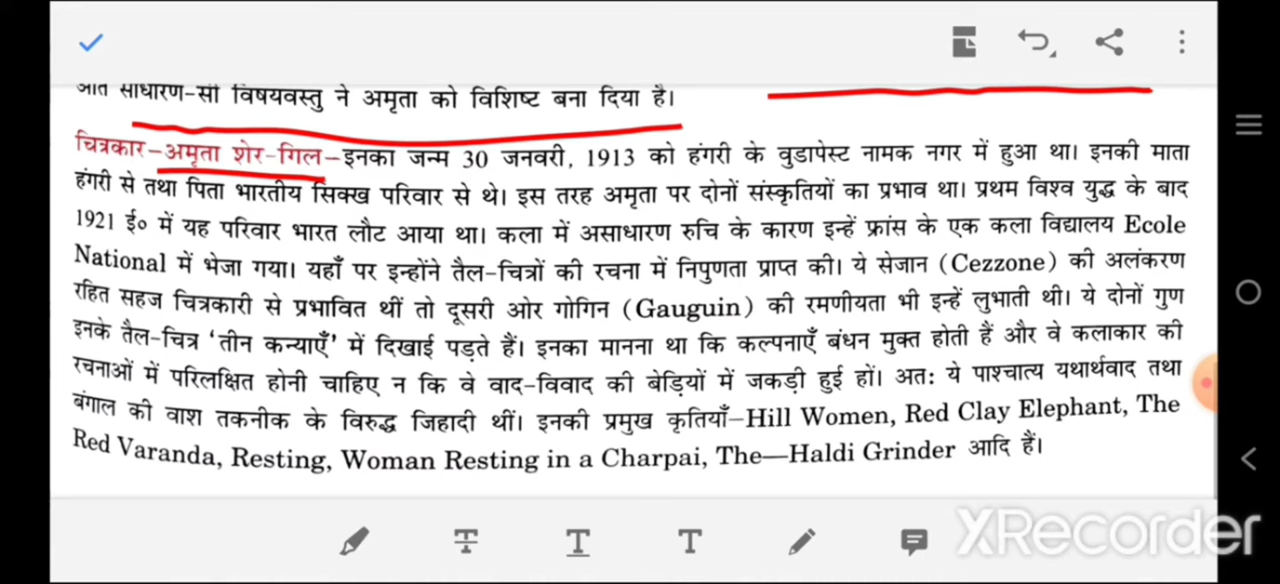 अति साधारण-सी विषयवस्तु ने अमृता को विशिष्ट बना दिया है।
चित्रकार-अमृता शेर-गिल-इनका जन्म 30 जनवरी, 1913 को हंगरी के वुडापेस्ट नामक नगर में हुआ था। इनकी माता
हंगरी से तथा पिता भारतीय सिक्ख परिवार से थे। इस तरह अमृता पर दोनों संस्कृतियों का प्रभाव था। प्रथम विश्व युद्ध के बाद
1921 ई० में यह परिवार भारत लौट आया था। कला में असाधारण रुचि के कारण इन्हें फ्रांस के एक कला विद्यालय Ecole
National में भेजा गया। यहाँ पर इन्होंने तैल-चित्रों की रचना में निपुणता प्राप्त की। ये सेजान (Cezzone) की अलंकरण
रहित सहज चित्रकारी से प्रभावित थीं तो दूसरी ओर गोगिन (Gauguin) की रमणीयता भी इन्हें लुभाती थी। ये दोनों गुण
इनके तैल-चित्र 'तीन कन्याएँ' में दिखाई पड़ते हैं। इनका मानना था कि कल्पनाएँ बंधन मुक्त होती हैं और वे कलाकार की
रचनाओं में परिलक्षित होनी चाहिए न कि वे वाद-विवाद की बेड़ियों में जकड़ी हुई हों। अत: ये पाश्चात्य यथार्थवाद तथा
बंगाल की वाश तकनीक के विरुद्ध जिहादी थीं। इनकी प्रमुख कृतियाँ-Hill Women, Red Clay Elephant, The
Red Varanda, Resting, Woman Resting in a Charpai, The—Haldi Grinder आदि हैं।
T T T
XRecorder